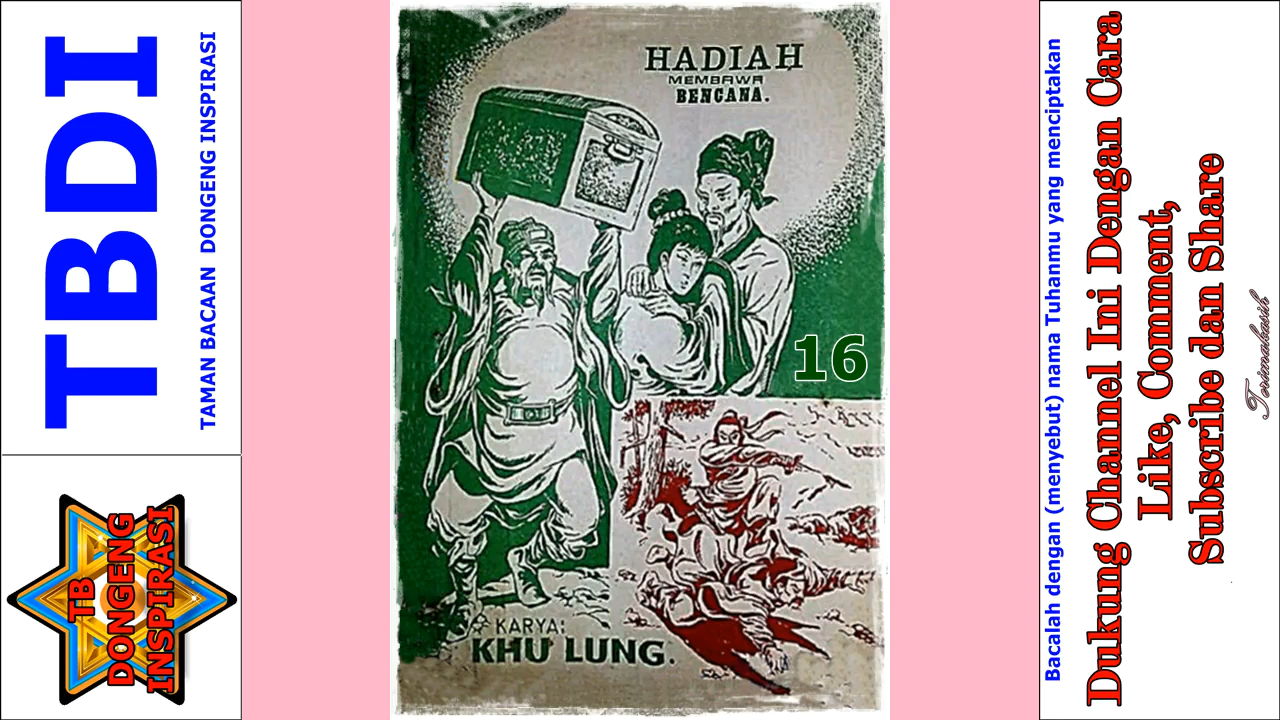 TBDI
TAMAN BACAAN DONGENG INSPIRASI
TB
DONGENG
INSPIRASI
HADIAH
MEMBAWA
BENCANA.
16
KARYA:
KHU LUNG.
Bacalah dengan (menyebut) nama Tuhanmu yang menciptakan
Dukung Channel Ini Dengan Cara
Like, Comment,
Subscribe dan Share
Terimakasih